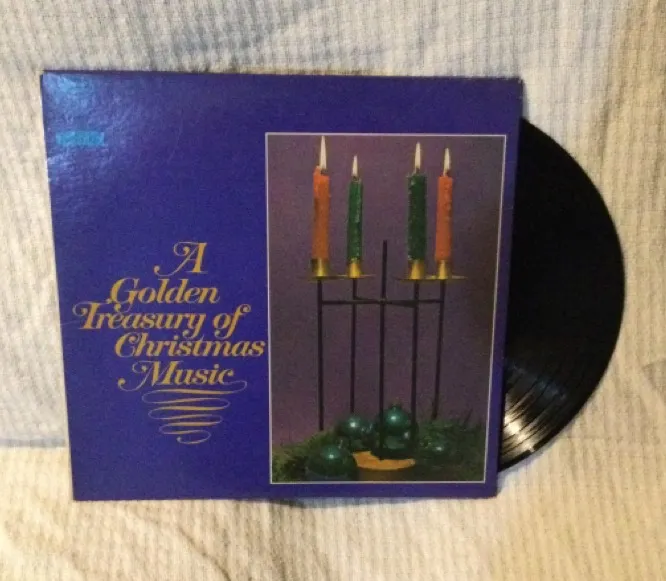 A
Golden
Treasury of
Christmas
Music